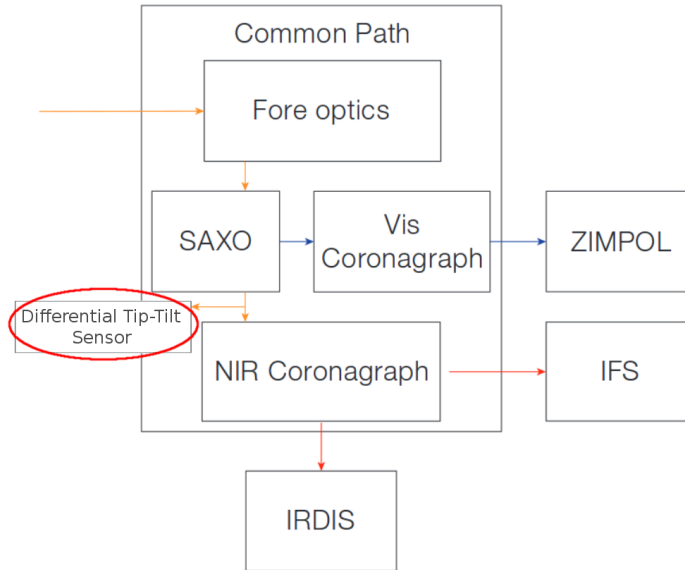 Common Path
Fore optics
SAXO
Vis
Coronagraph
ZIMPOL
Differential Tip-Tilt
Sensor
NIR Coronagraph
IFS
IRDIS